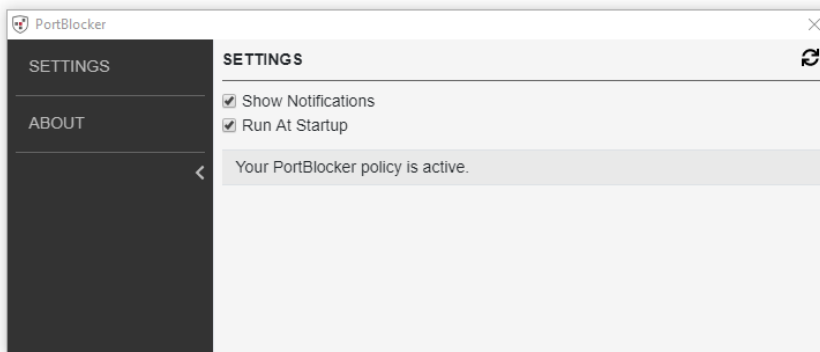 PortBlocker
SETTINGS
ABOUT
SETTINGS
Show Notifications
Run At Startup
Your PortBlocker policy is active.